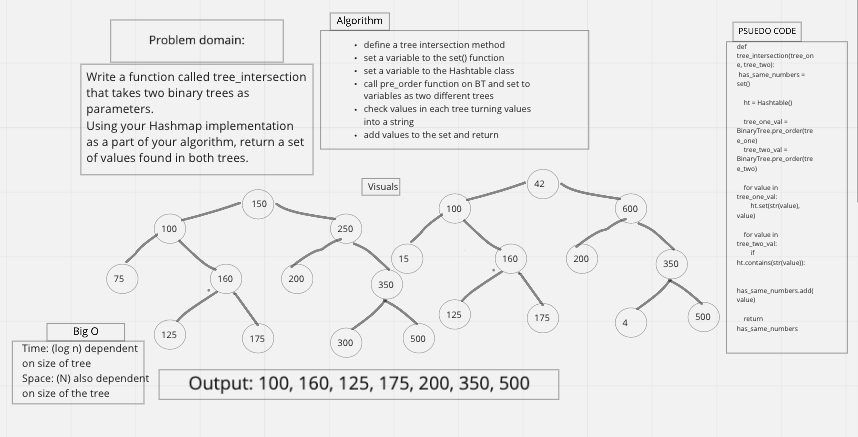 Problem domain:
Write a function called tree_intersection
that takes two binary trees as
parameters.
Using your Hashmap implementation
as a part of your algorithm, return a set
of values found in both trees.
Algorithm
• define a tree intersection method
• set a variable to the set() function
• set a variable to the Hashtable class
• call pre_order function on BT and set to
variables as two different trees
• check values in each tree turning values
into a string
• add values to the set and return
PSUEDO CODE
def
tree_intersection(tree_on
e, tree_two):
has_same_numbers =
set()
ht = Hashtable()
tree_one_val =
BinaryTree.pre_order(tre
e_one)
tree_two_val =
BinaryTree.pre_order(tre
e_two)
for value in
tree_one_val:
ht.set(str(value),
value)
for value in
tree_two_val:
if
ht.contains(str(value)):
has_same_numbers.add(
value)
return
has_same_numbers
Visuals
150
100
250
75
160
200
350
125
175
300
500
42
100
600
15
160
200
350
125
175
4
500
Big O
Time: (log n) dependent
on size of tree
Space: (N) also dependent
on size of the tree
Output: 100, 160, 125, 175, 200, 350, 500